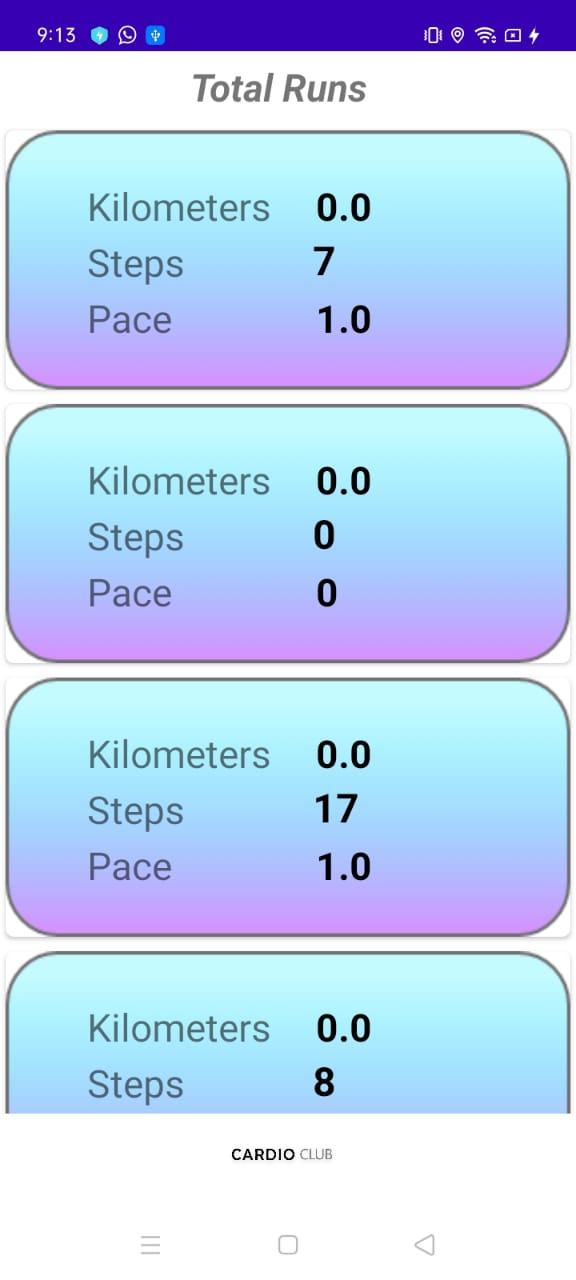 9:13
Total Runs
Kilometers 0.0
Steps 7
Pace 1.0
Kilometers 0.0
Steps 0
Pace 0
Kilometers 0.0
Steps 17
Pace 1.0
Kilometers 0.0
Steps 8
CARDIO CLUB